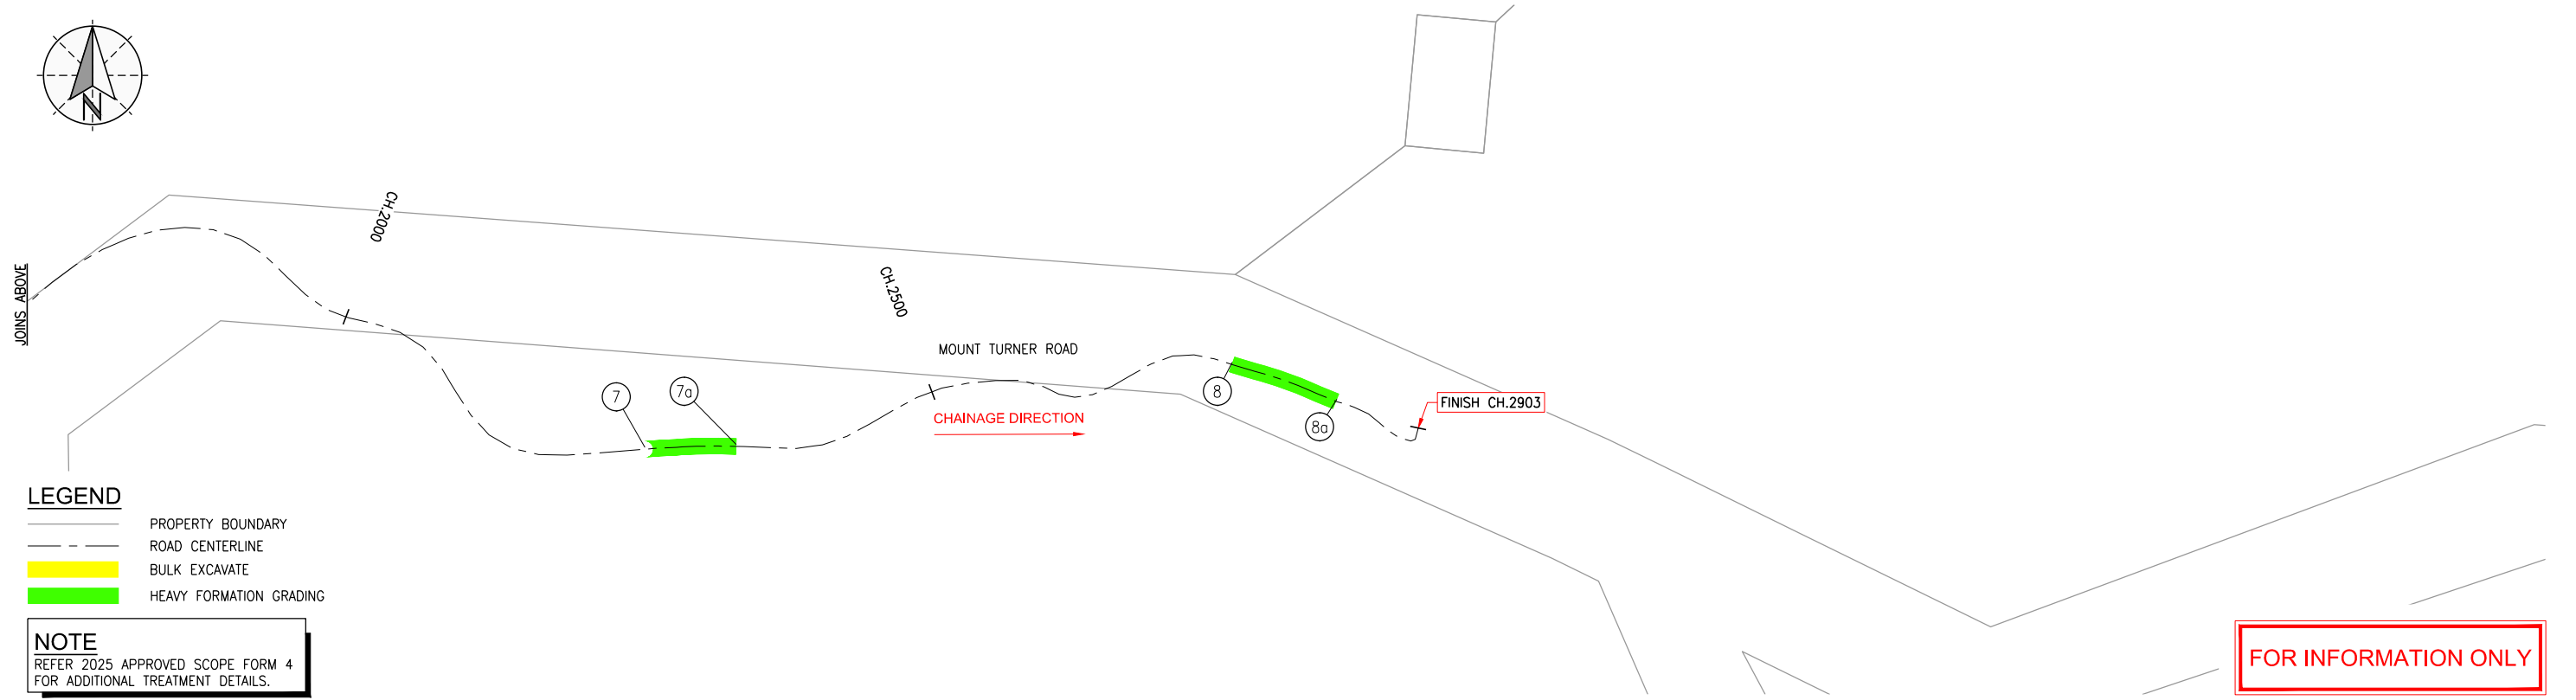 N
CH.2000
JOINS ABOVE
CH.2500
MOUNT TURNER ROAD
7
7a
8
8a
CHAINAGE DIRECTION
FINISH CH.2903
LEGEND
PROPERTY BOUNDARY
ROAD CENTERLINE
BULK EXCAVATE
HEAVY FORMATION GRADING
NOTE
REFER 2025 APPROVED SCOPE FORM 4
FOR ADDITIONAL TREATMENT DETAILS.
FOR INFORMATION ONLY